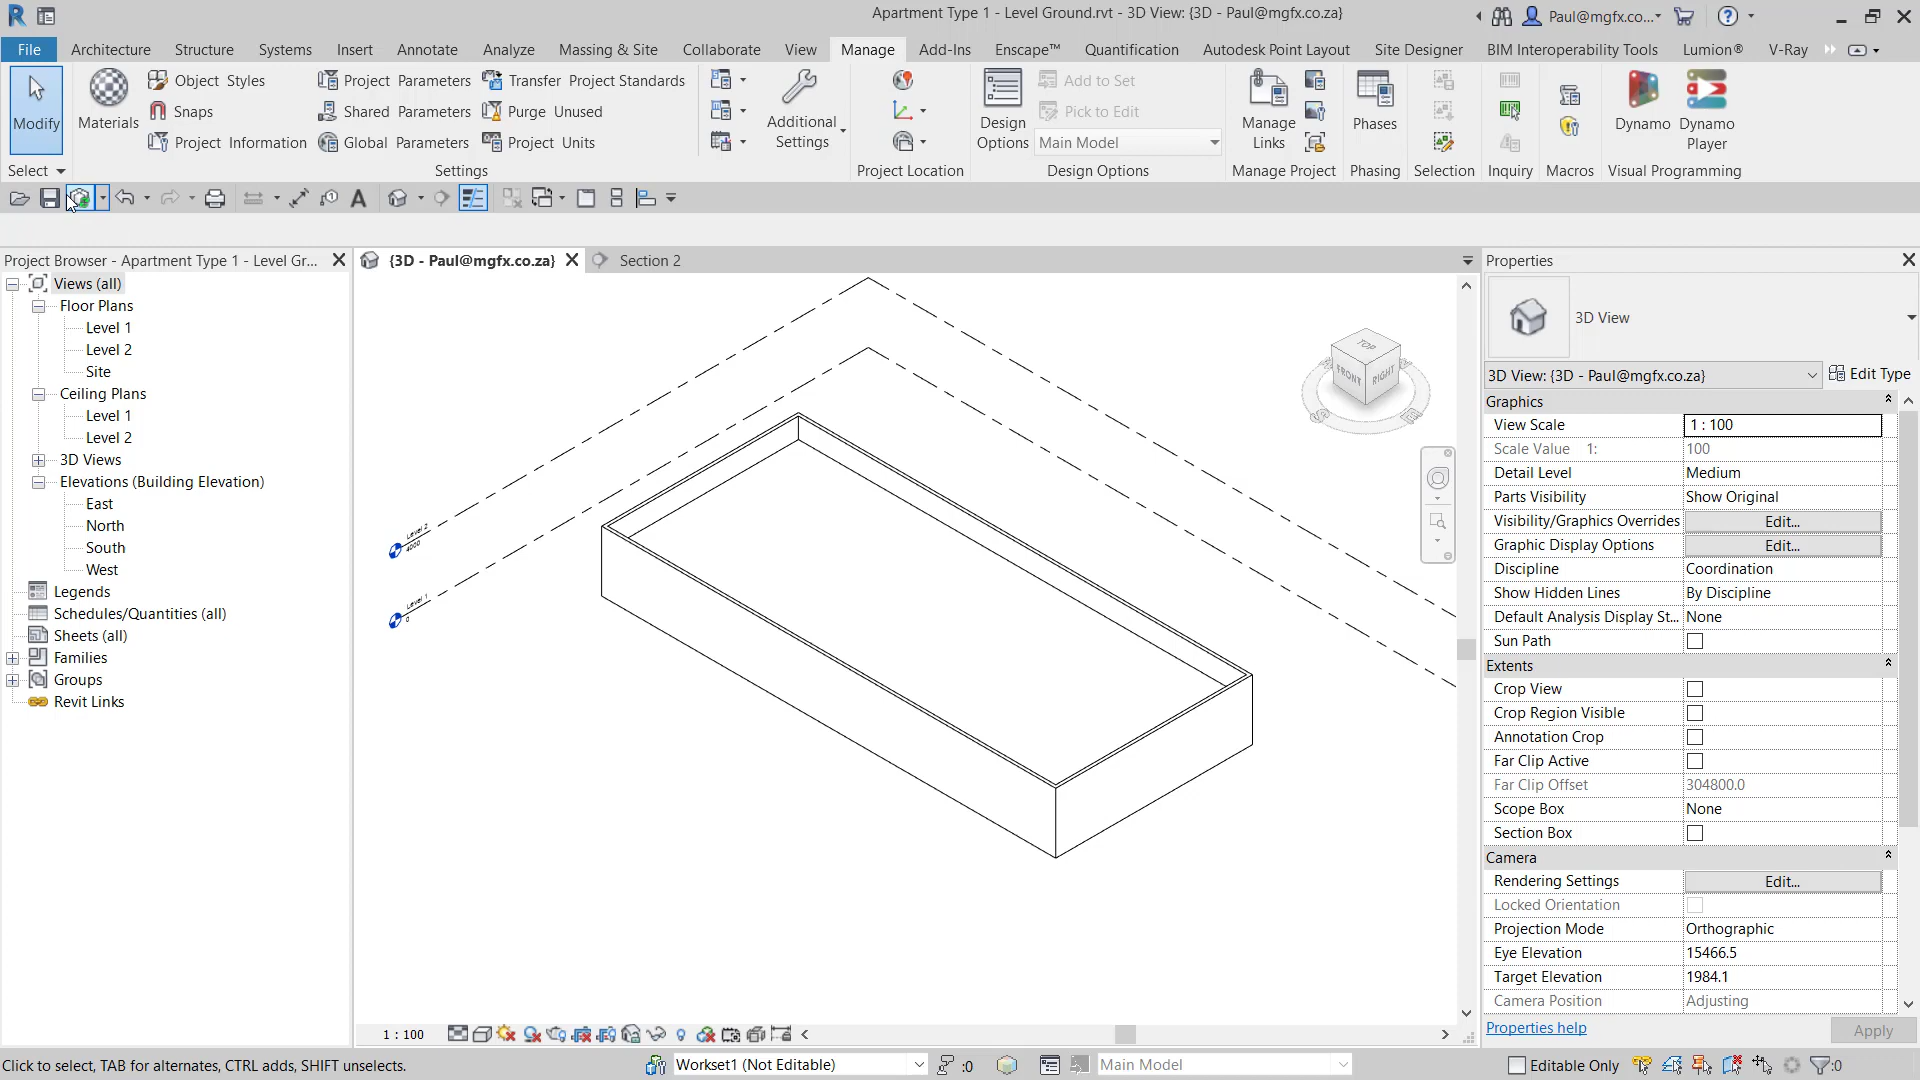 Apartment Type 1 - Level Ground.rvt - 3D View: {3D - Paul@mgfx.co.za}
Paul@mgfx.co...
File Architecture Structure Systems Insert Annotate Analyze Massing & Site Collaborate View Manage Add-Ins Enscape™ Quantification Autodesk Point Layout Site Designer BIM Interoperability Tools Lumion® V-Ray
Modify
Materials
Object Styles
Snaps
Project Information
Project Parameters
Shared Parameters
Global Parameters
Transfer Project Standards
Purge Unused
Project Units
Additional
Settings
Design
Options
Add to Set
Pick to Edit
Main Model
Manage
Links
Phases
Dynamo
Dynamo
Player
Select Settings Project Location Design Options Manage Project Phasing Selection Inquiry Macros Visual Programming
Project Browser - Apartment Type 1 - Level Gr...
Views (all)
Floor Plans
Level 1
Level 2
Site
Ceiling Plans
Level 1
Level 2
3D Views
Elevations (Building Elevation)
East
North
South
West
Legends
Schedules/Quantities (all)
Sheets (all)
Families
Groups
Revit Links
{3D - Paul@mgfx.co.za}
Section 2
TOP
FRONT
RIGHT
S
E
Level 2
4000
Level 1
0
1 : 100
Properties
3D View
3D View: {3D - Paul@mgfx.co.za}
Edit Type
Graphics
View Scale 1 : 100
Scale Value 1: 100
Detail Level Medium
Parts Visibility Show Original
Visibility/Graphics Overrides Edit...
Graphic Display Options Edit...
Discipline Coordination
Show Hidden Lines By Discipline
Default Analysis Display St... None
Sun Path
Extents
Crop View
Crop Region Visible
Annotation Crop
Far Clip Active
Far Clip Offset 304800.0
Scope Box None
Section Box
Camera
Rendering Settings Edit...
Locked Orientation
Projection Mode Orthographic
Eye Elevation 15466.5
Target Elevation 1984.1
Camera Position Adjusting
Properties help
Apply
Click to select, TAB for alternates, CTRL adds, SHIFT unselects.
Workset1 (Not Editable)
:0
Main Model
Editable Only
:0